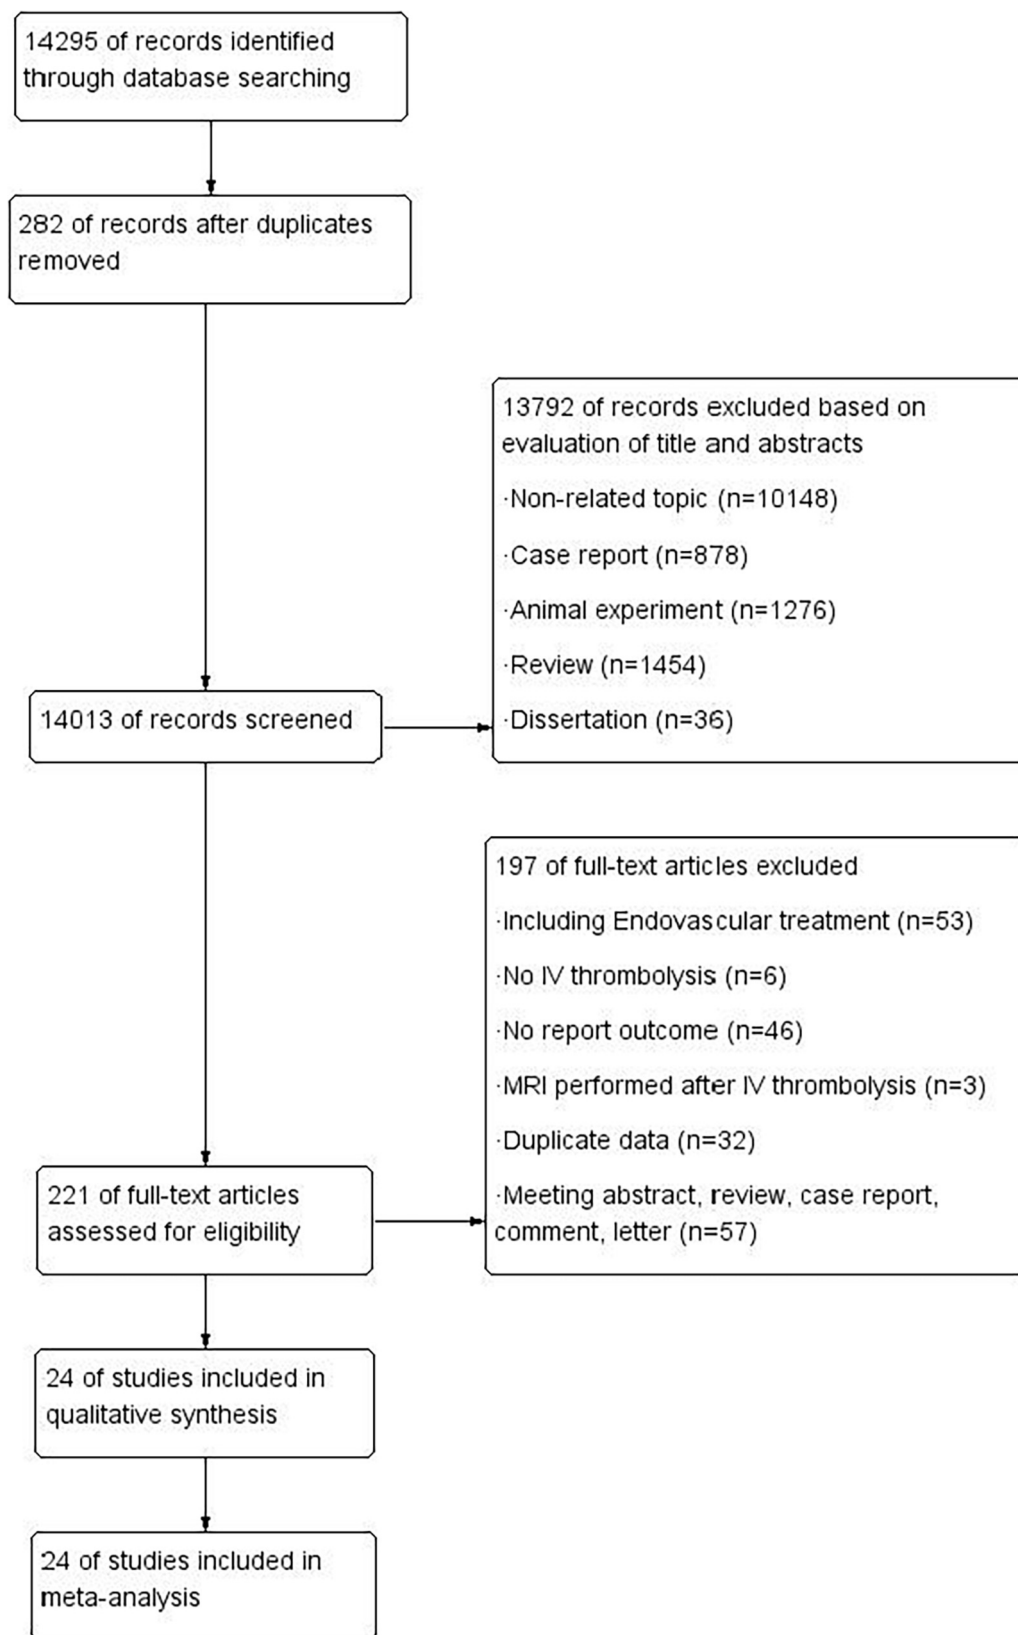 14295 of records identified
through database searching
282 of records after duplicates
removed
13792 of records excluded based on
evaluation of title and abstracts
·Non-related topic (n=10148)
·Case report (n=878)
·Animal experiment (n=1276)
·Review (n=1454)
·Dissertation (n=36)
14013 of records screened
197 of full-text articles excluded
·Including Endovascular treatment (n=53)
·No IV thrombolysis (n=6)
·No report outcome (n=46)
·MRI performed after IV thrombolysis (n=3)
·Duplicate data (n=32)
·Meeting abstract, review, case report,
comment, letter (n=57)
221 of full-text articles
assessed for eligibility
24 of studies included in
qualitative synthesis
24 of studies included in
meta-analysis